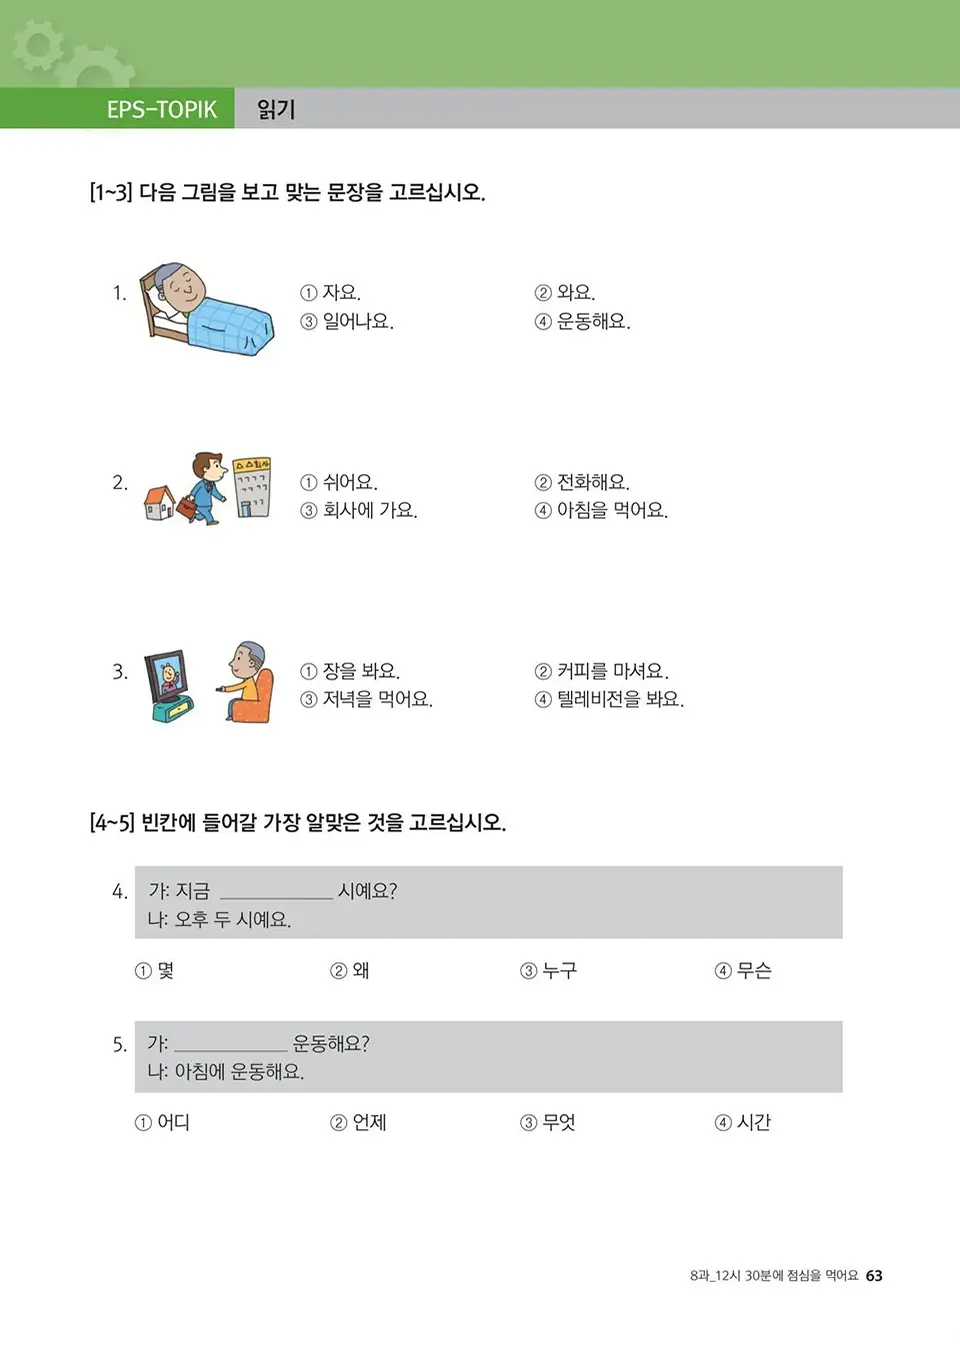 EPS-TOPIK 읽기
[1~3] 다음 그림을 보고 맞는 문장을 고르십시오.
1. ① 자요. ② 와요.
③ 일어나요. ④ 운동해요.
2. ① 쉬어요. ② 전화해요.
③ 회사에 가요. ④ 아침을 먹어요.
△△회사
3. ① 장을 봐요. ② 커피를 마셔요.
③ 저녁을 먹어요. ④ 텔레비전을 봐요.
[4~5] 빈칸에 들어갈 가장 알맞은 것을 고르십시오.
4. 가: 지금 ____________ 시예요?
나: 오후 두 시예요.
① 몇 ② 왜 ③ 누구 ④ 무슨
5. 가: ____________ 운동해요?
나: 아침에 운동해요.
① 어디 ② 언제 ③ 무엇 ④ 시간
8과_12시 30분에 점심을 먹어요 63